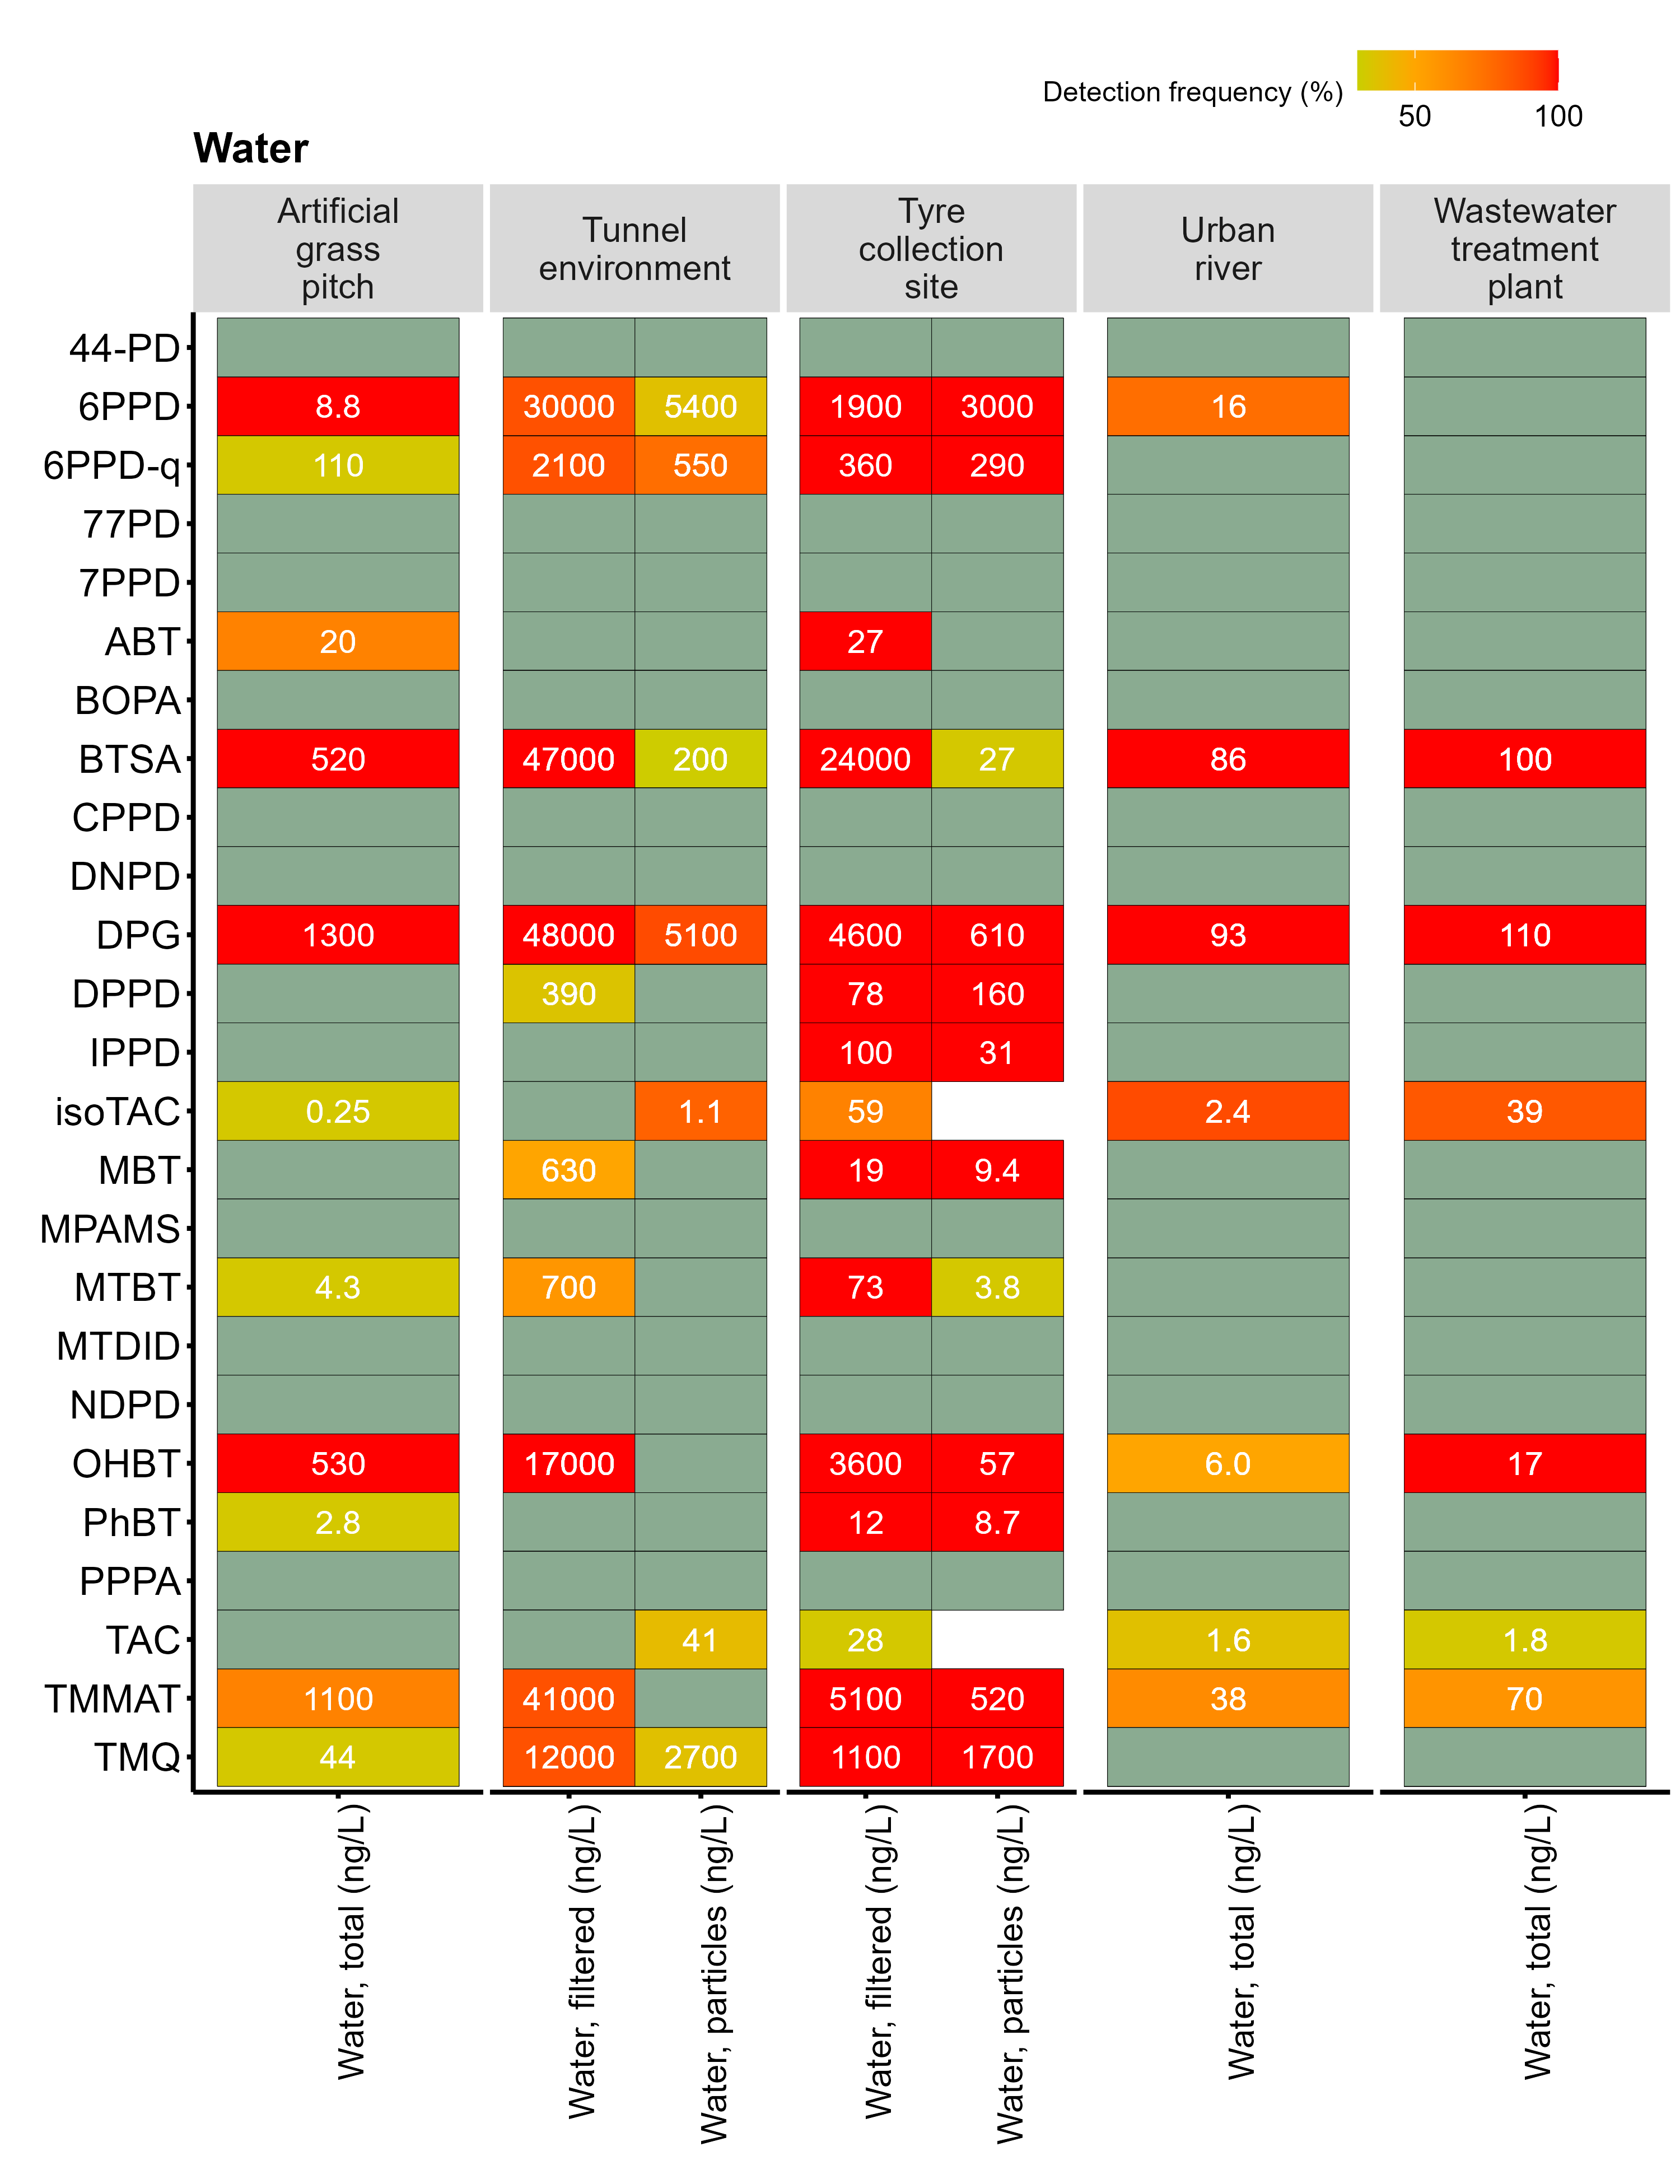 Detection frequency (%)
50 100
Water
Artificial
grass
pitch
Tunnel
environment
Tyre
collection
site
Urban
river
Wastewater
treatment
plant
44-PD
6PPD 8.8 30000 5400 1900 3000 16
6PPD-q 110 2100 550 360 290
77PD
7PPD
ABT 20 27
BOPA
BTSA 520 47000 200 24000 27 86 100
CPPD
DNPD
DPG 1300 48000 5100 4600 610 93 110
DPPD 390 78 160
IPPD 100 31
isoTAC 0.25 1.1 59 2.4 39
MBT 630 19 9.4
MPAMS
MTBT 4.3 700 73 3.8
MTDID
NDPD
OHBT 530 17000 3600 57 6.0 17
PhBT 2.8 12 8.7
PPPA
TAC 41 28 1.6 1.8
TMMAT 1100 41000 5100 520 38 70
TMQ 44 12000 2700 1100 1700
Water, total (ng/L)
Water, filtered (ng/L)
Water, particles (ng/L)
Water, filtered (ng/L)
Water, particles (ng/L)
Water, total (ng/L)
Water, total (ng/L)